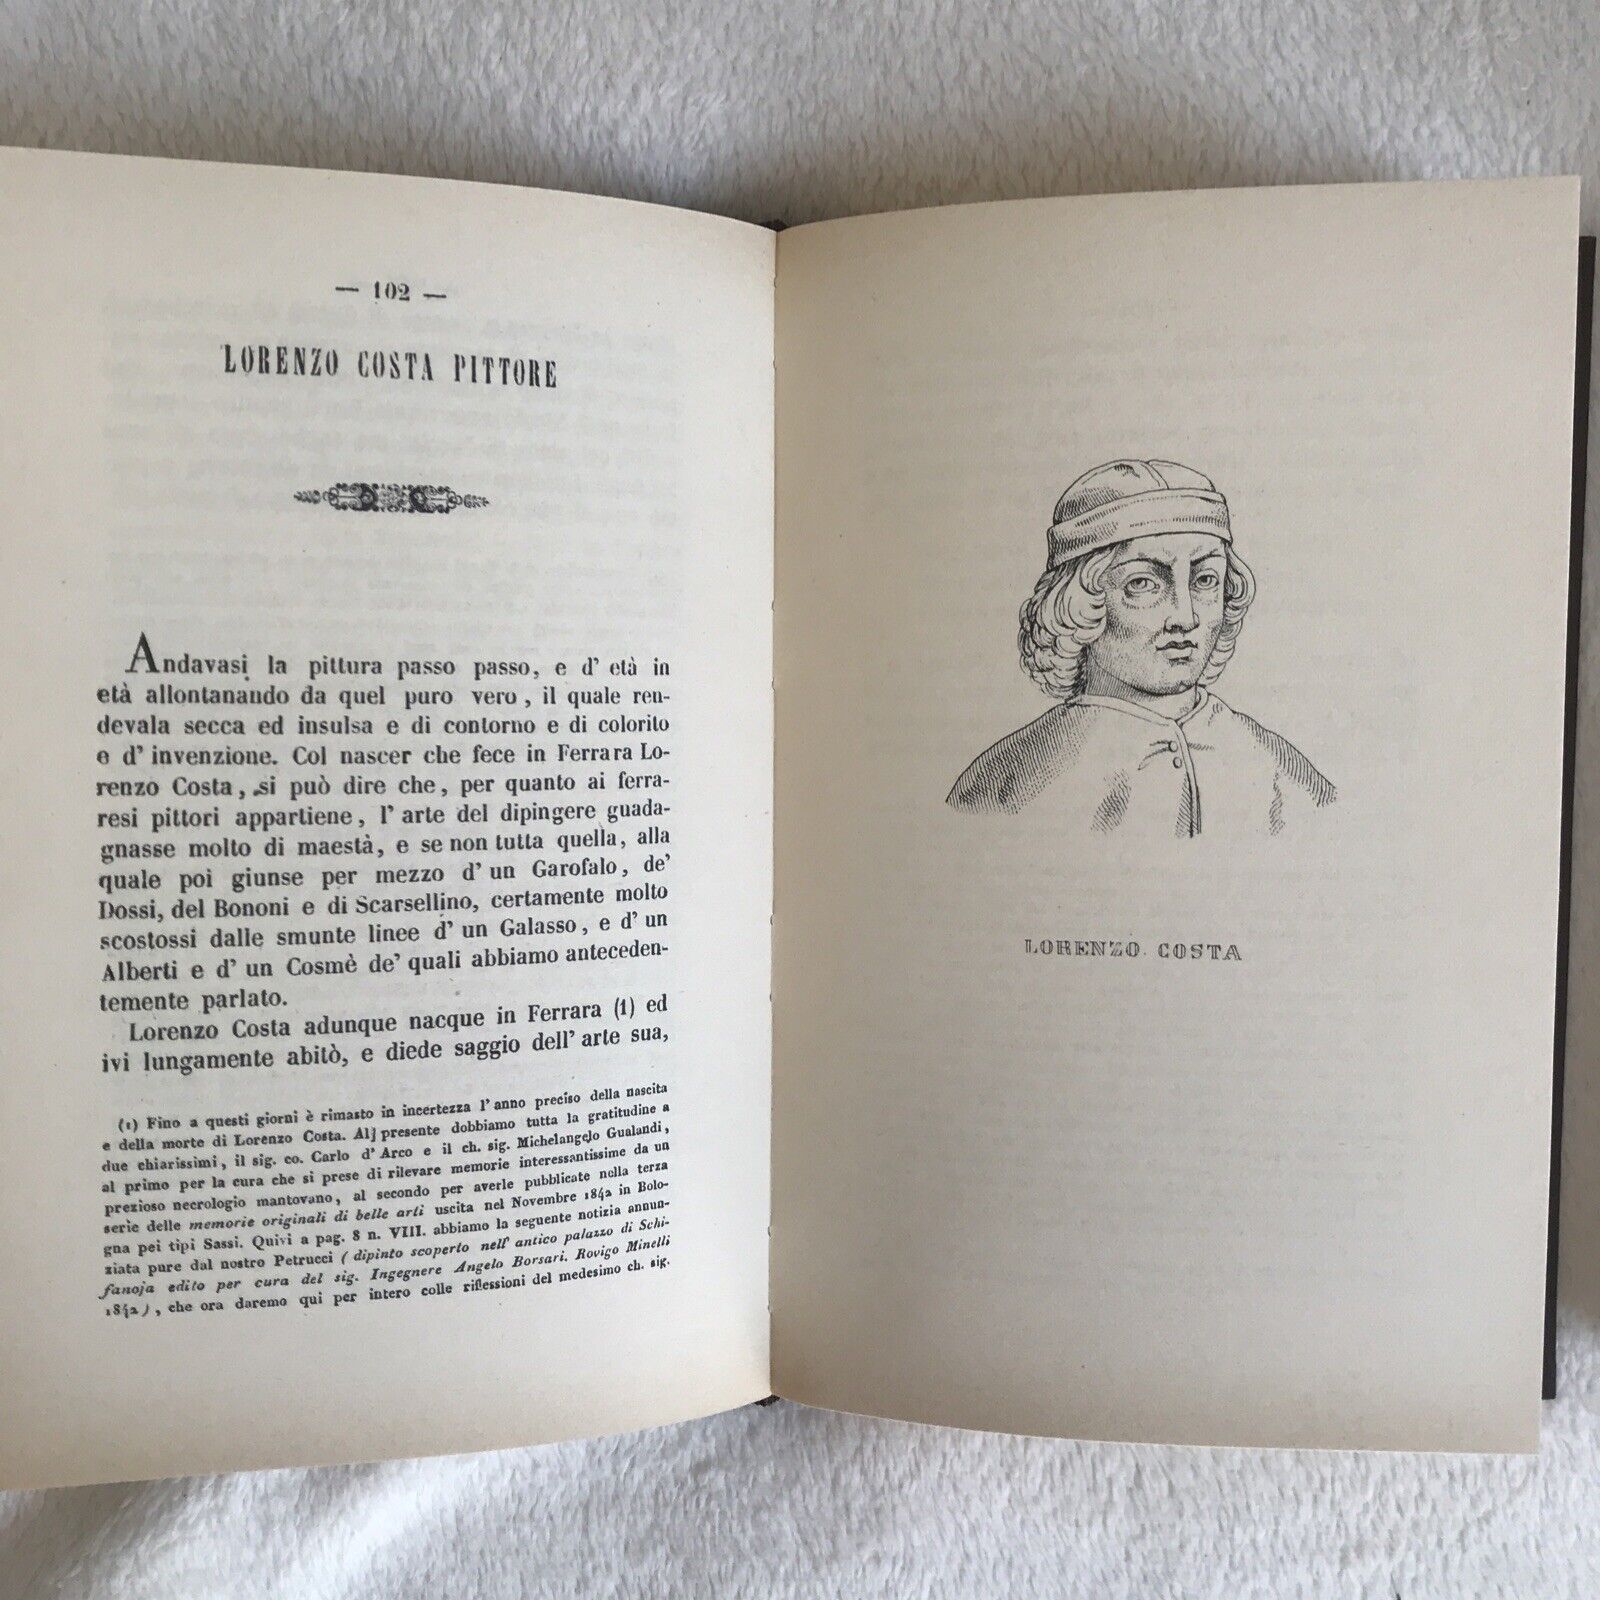 — 102 —
LORENZO COSTA PITTORE
Andavasi la pittura passo passo, e d' età in
età allontanando da quel puro vero, il quale ren-
devala secca ed insulsa e di contorno e di colorito
e d' invenzione. Col nascer che fece in Ferrara Lo-
renzo Costa, si può dire che, per quanto ai ferra-
resi pittori appartiene, l' arte del dipingere guada-
gnasse molto di maestà, e se non tutta quella, alla
quale poi giunse per mezzo d' un Garofalo, de'
Dossi, del Bononi e di Scarsellino, certamente molto
scostossi dalle smunte linee d' un Galasso, e d' un
Alberti e d' un Cosmè de' quali abbiamo anteceden-
temente parlato.
Lorenzo Costa adunque nacque in Ferrara (1) ed
ivi lungamente abitò, e diede saggio dell' arte sua,
(1) Fino a questi giorni è rimasto in incertezza l' anno preciso della nascita
e della morte di Lorenzo Costa. Al presente dobbiamo tutta la gratitudine a
due chiarissimi, il sig. co. Carlo d' Arco e il ch. sig. Michelangelo Gualandi,
al primo per la cura che si prese di rilevare memorie interessantissime da un
prezioso necrologio mantovano, al secondo per averle pubblicate nella terza
serie delle memorie originali di belle arti uscita nel Novembre 1842 in Bolo-
gna pei tipi Sassi. Quivi a pag. 8 n. VIII. abbiamo la seguente notizia annun-
ziata pure dal nostro Petrucci (dipinto scoperto nell' antico palazzo di Schi-
fanoja edito per cura del sig. Ingegnere Angelo Borsari. Rovigo Minelli
1842), che ora daremo qui per intero colle riflessioni del medesimo ch. sig.
LORENZO COSTA